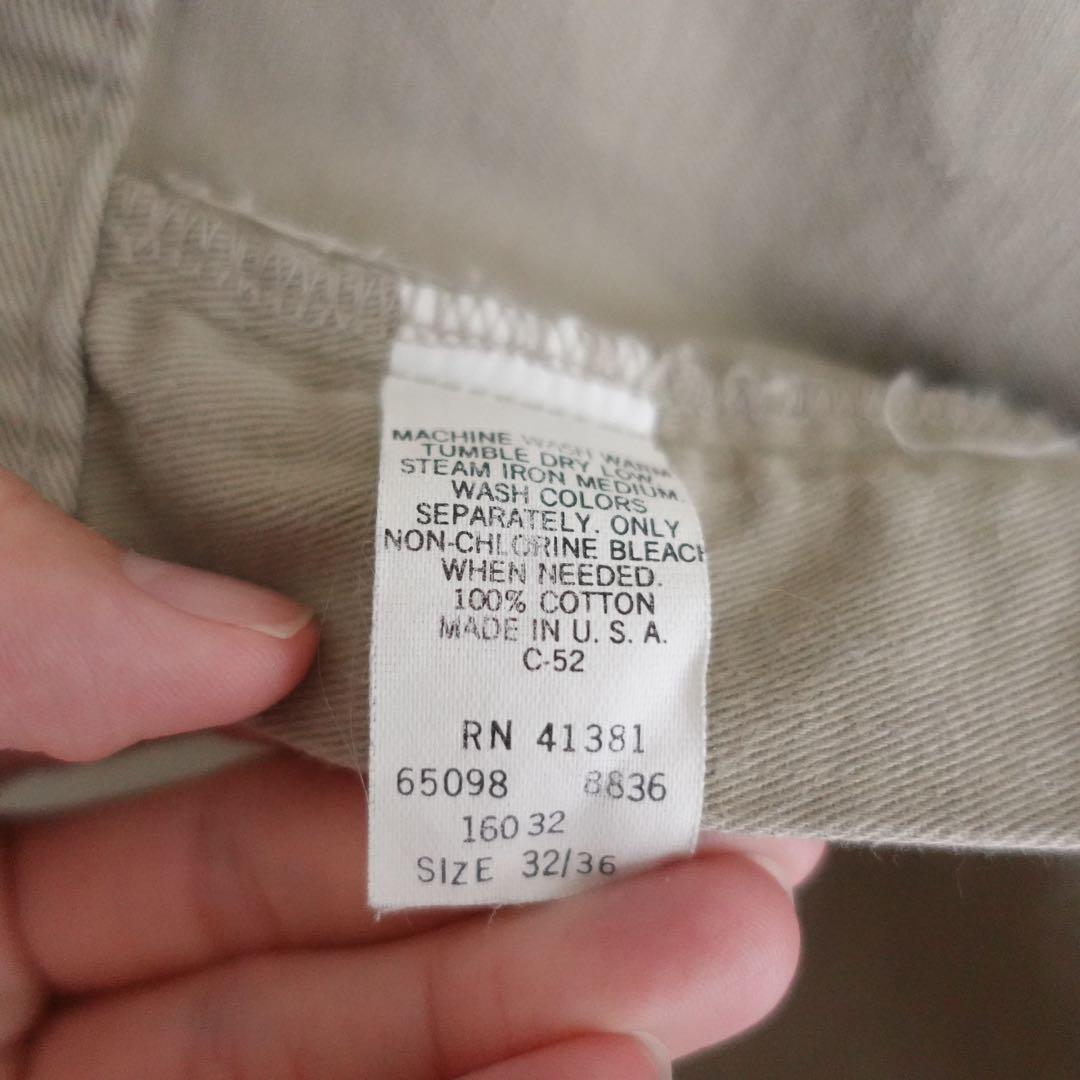 MACHINE WASH WARM
TUMBLE DRY LOW.
STEAM IRON MEDIUM.
WASH COLORS
SEPARATELY. ONLY
NON-CHLORINE BLEACH
WHEN NEEDED.
100% COTTON
MADE IN U. S. A.
C-52
RN 41381
65098 8836
160 32
SIZE 32/36